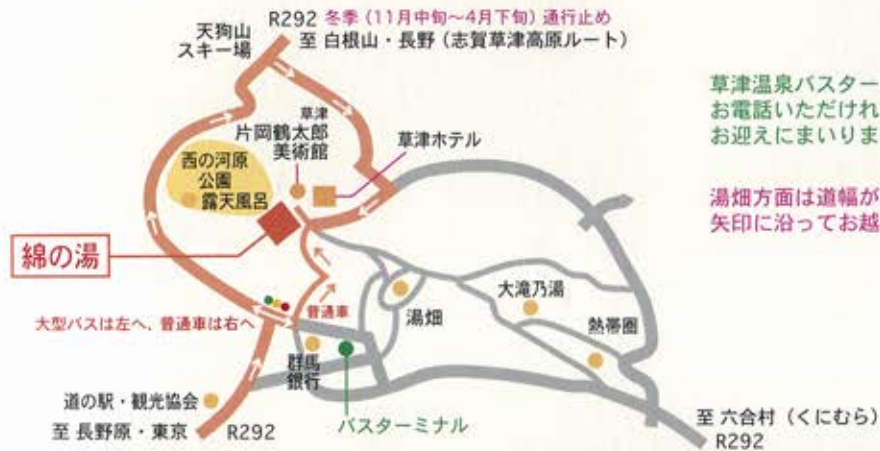 R292 冬季(11月中旬〜4月下旬)通行止め
至 白根山・長野(志賀草津高原ルート)
天狗山
スキー場
草津
片岡鶴太郎
美術館
草津ホテル
西の河原
公園
露天風呂
綿の湯
草津温泉バスター
お電話いただけれ
お迎えにまいりま
湯畑方面は道幅が
矢印に沿ってお越
大型バスは左へ、普通車は右へ
普通車
湯畑
大滝乃湯
熱帯圏
群馬
銀行
バスターミナル
道の駅・観光協会
至 長野原・東京
R292
至 六合村(くにむら)
R292